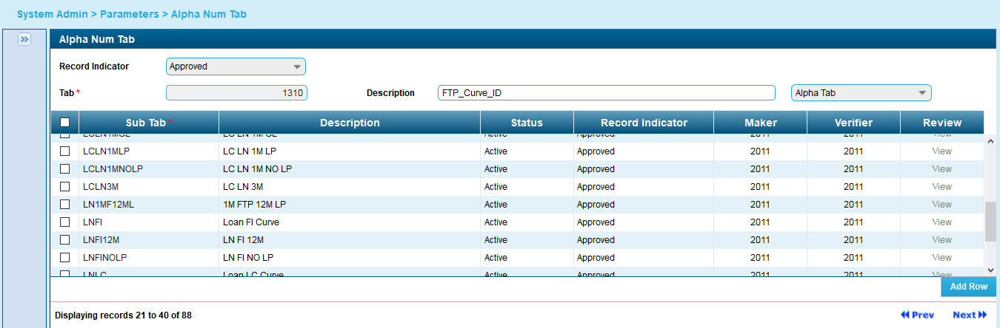 System Admin > Parameters > Alpha Num Tab
Alpha Num Tab
Record Indicator Approved
Tab * 1310 Description FTP_Curve_ID Alpha Tab
Sub Tab * Description Status Record Indicator Maker Verifier Review
LCLN1MOL LC LN 1M OL Active Approved 2011 2011 View
LCLN1MLP LC LN 1M LP Active Approved 2011 2011 View
LCLN1MNOLP LC LN 1M NO LP Active Approved 2011 2011 View
LCLN3M LC LN 3M Active Approved 2011 2011 View
LN1MF12ML 1M FTP 12M LP Active Approved 2011 2011 View
LNFI Loan FI Curve Active Approved 2011 2011 View
LNFI12M LN FI 12M Active Approved 2011 2011 View
LNFINOLP LN FI NO LP Active Approved 2011 2011 View
LNLC Loan LC Curve Active Approved 2011 2011 View
Add Row
Displaying records 21 to 40 of 88 Prev Next